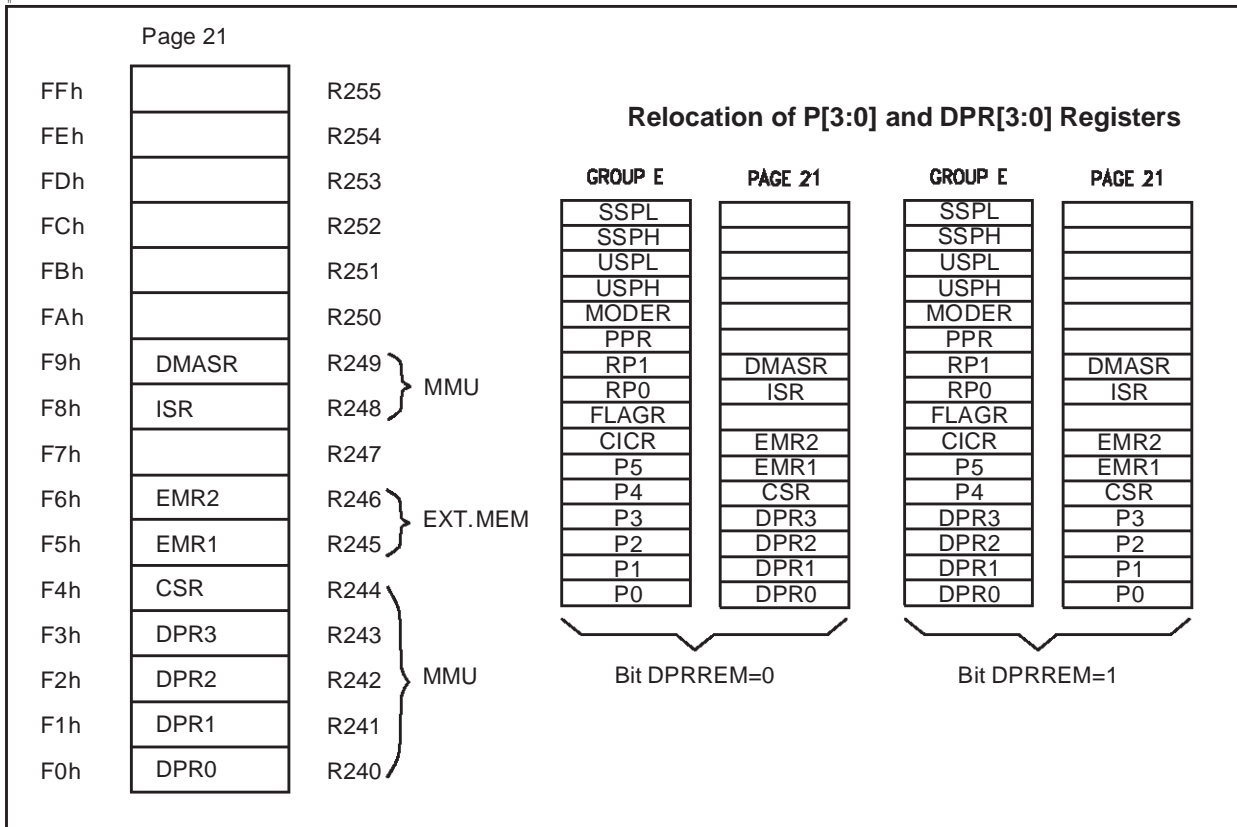 Page 21
FFh R255
FEh R254
FDh R253
FCh R252
FBh R251
FAh R250
F9h DMASR R249
MMU
F8h ISR R248
F7h R247
F6h EMR2 R246
EXT.MEM
F5h EMR1 R245
F4h CSR R244
F3h DPR3 R243
F2h DPR2 R242 MMU
F1h DPR1 R241
F0h DPR0 R240
Relocation of P[3:0] and DPR[3:0] Registers
GROUP E PAGE 21 GROUP E PAGE 21
SSPL SSPL
SSPH SSPH
USPL USPL
USPH USPH
MODER MODER
PPR PPR
RP1 DMASR RP1 DMASR
RP0 ISR RP0 ISR
FLAGR FLAGR
CICR EMR2 CICR EMR2
P5 EMR1 P5 EMR1
P4 CSR P4 CSR
P3 DPR3 DPR3 P3
P2 DPR2 DPR2 P2
P1 DPR1 DPR1 P1
P0 DPR0 DPR0 P0
Bit DPRREM=0 Bit DPRREM=1